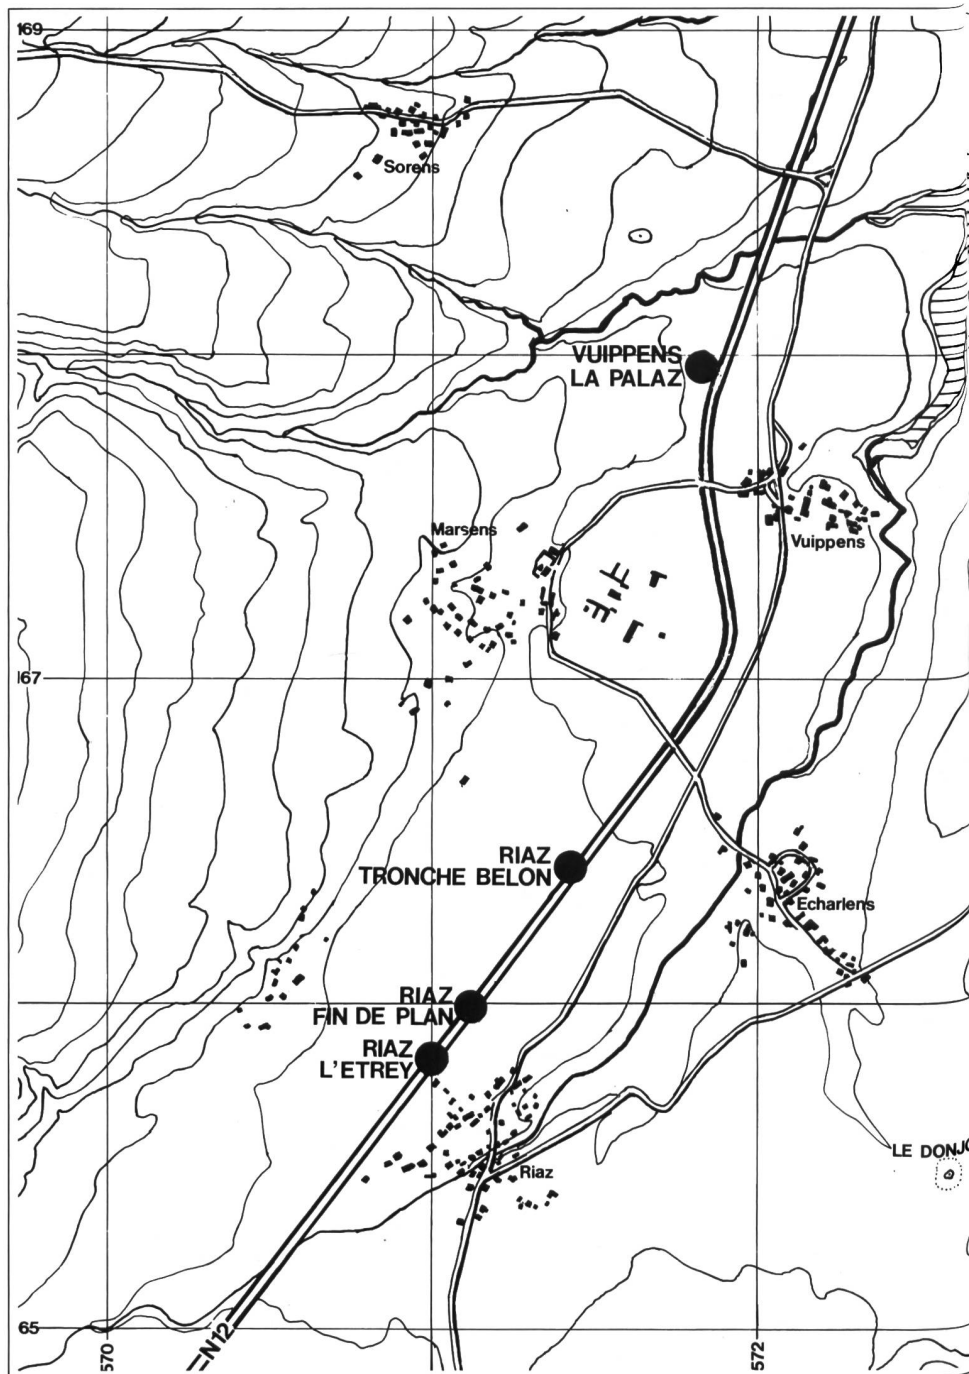 169
Sorens
VUIPPENS
LA PALAZ
Marsens
Vuippens
167
RIAZ
TRONCHE BELON
Echarlens
RIAZ
FIN DE PLAN
RIAZ
L'ETREY
LE DONJO
Riaz
65
570
N12
572